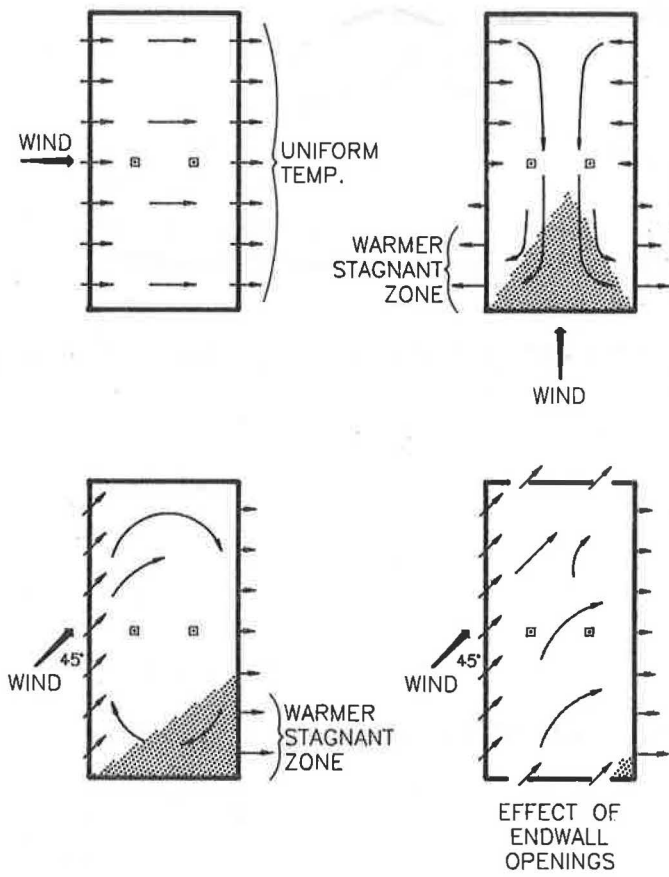 WIND
UNIFORM
TEMP.
WARMER
STAGNANT
ZONE
WIND
45°
WIND
WARMER
STAGNANT
ZONE
45°
WIND
EFFECT OF
ENDWALL
OPENINGS